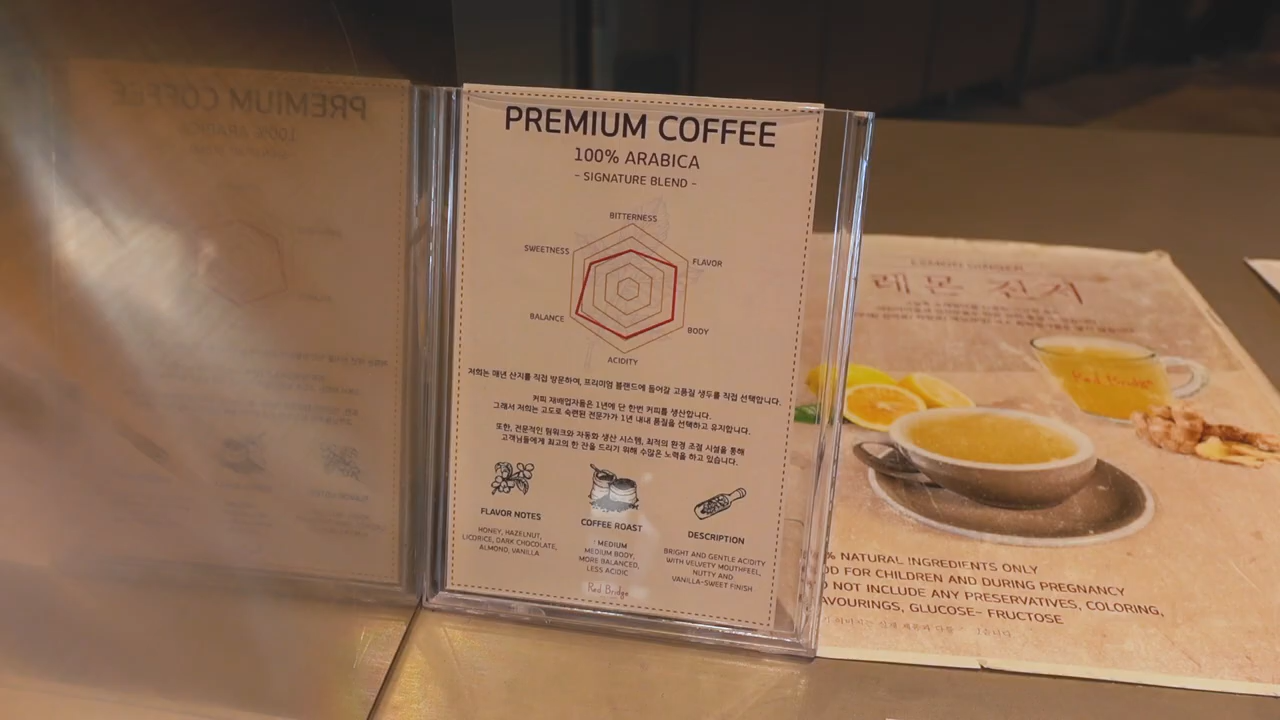 PREMIUM COFFEE
100% ARABICA
- SIGNATURE BLEND -
BITTERNESS
SWEETNESS
FLAVOR
BALANCE
BODY
ACIDITY
저희는 매년 산지를 직접 방문하여, 프리미엄 블랜드에 들어갈 고품질 생두를 직접 선택합니다.
커피 재배업자들은 1년에 단 한번 커피를 생산합니다.
그래서 저희는 고도로 숙련된 전문가가 1년 내내 품질을 선택하고 유지합니다.
또한, 전문적인 팀워크와 자동화 생산 시스템, 최적의 환경 조절 시설을 통해
고객님들에게 최고의 한 잔을 드리기 위해 수많은 노력을 하고 있습니다.
FLAVOR NOTES
HONEY, HAZELNUT,
LICORICE, DARK CHOCOLATE,
ALMOND, VANILLA
COFFEE ROAST
MEDIUM
MEDIUM BODY,
MORE BALANCED,
LESS ACIDIC
DESCRIPTION
BRIGHT AND GENTLE ACIDITY
WITH VELVETY MOUTHFEEL,
NUTTY AND
VANILLA-SWEET FINISH
Red Bridge
LEMON GINGER
레몬 진저
Red Bridge
% NATURAL INGREDIENTS ONLY
OD FOR CHILDREN AND DURING PREGNANCY
NOT INCLUDE ANY PRESERVATIVES, COLORING,
AVOURINGS, GLUCOSE- FRUCTOSE